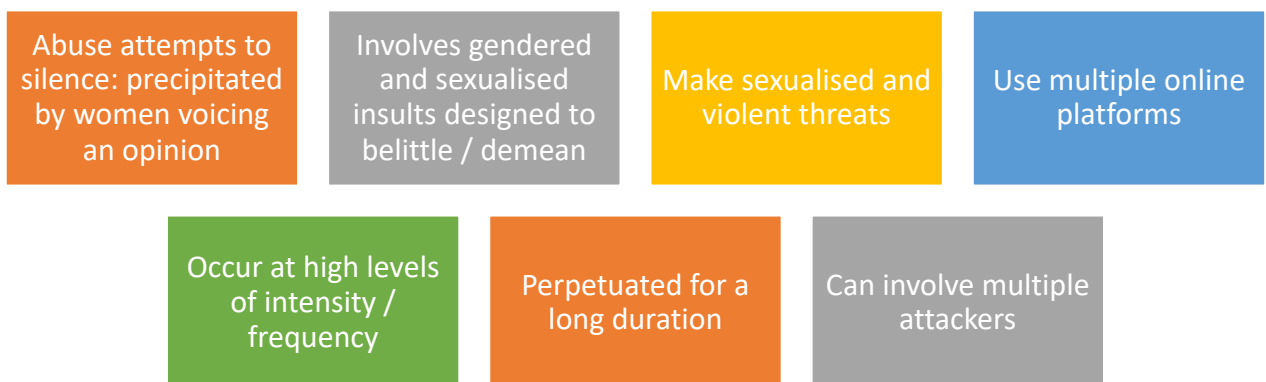 Abuse attempts to
silence: precipitated
by women voicing
an opinion
Involves gendered
and sexualised
insults designed to
belittle / demean
Make sexualised and
violent threats
Use multiple online
platforms
Occur at high levels
of intensity /
frequency
Perpetuated for a
long duration
Can involve multiple
attackers